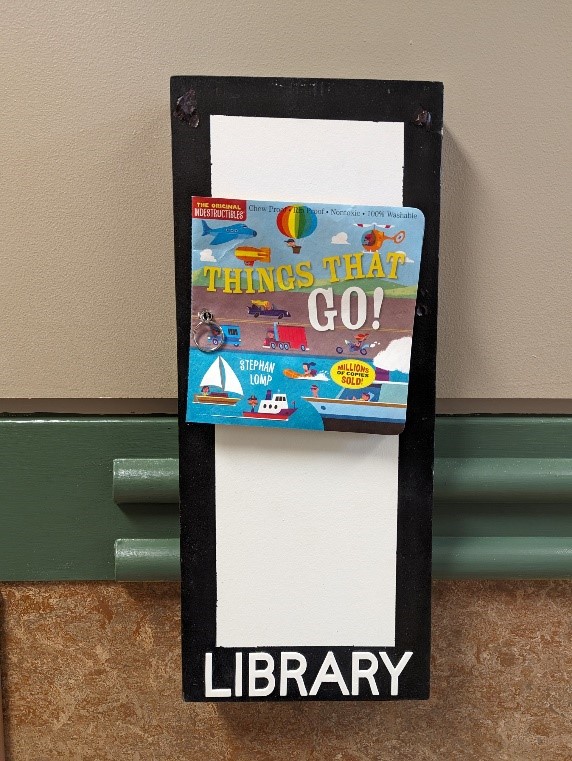 THE ORIGINAL
INDESTRUCTIBLES
Chew Proof • Rip Proof • Nontoxic • 100% Washable
THINGS THAT
GO!
STEPHAN
LOMP
MILLIONS
OF COPIES
SOLD!
LIBRARY